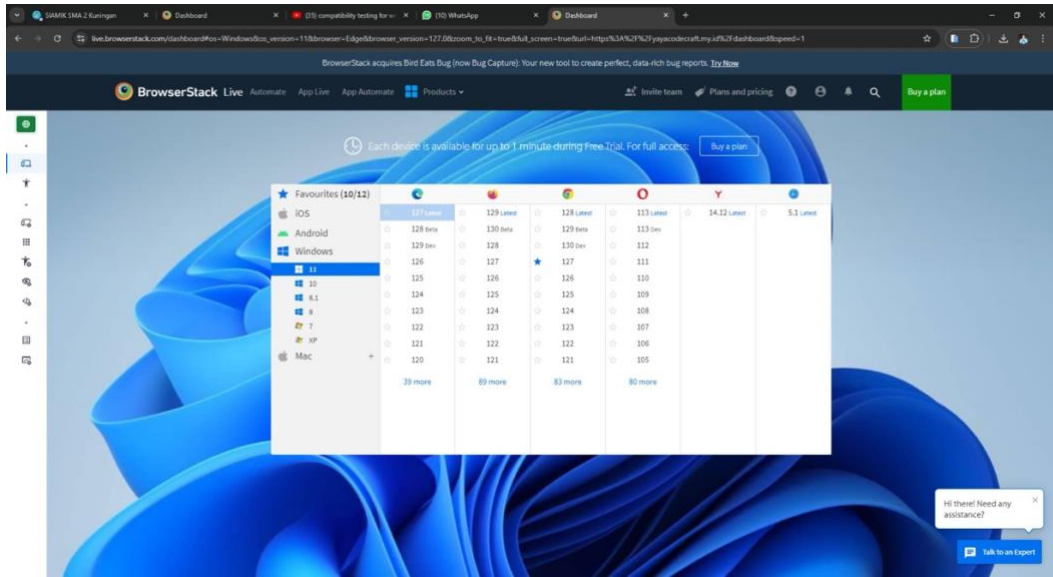 SIAMIK SMA 2 Kuningan
Dashboard
(35) compatibility testing for we
(10) WhatsApp
Dashboard
live.browserstack.com/dashboard#os=Windows&os_version=11&browser=Edge&browser_version=127.0&zoom_to_fit=true&full_screen=true&url=https%3A%2F%2Fyayacodecraft.my.id%2Fdashboard&speed=1
BrowserStack acquires Bird Eats Bug (now Bug Capture): Your new tool to create perfect, data-rich bug reports. Try Now
BrowserStack Live Automate App Live App Automate Products Invite team Plans and pricing Buy a plan
Each device is available for up to 1 minute during Free Trial. For full access: Buy a plan
Favourites (10/12)
iOS
Android
Windows
11
10
8.1
8
7
XP
Mac +
127 Latest 129 Latest 128 Latest 113 Latest 14.12 Latest 5.1 Latest
128 Beta 130 Beta 129 Beta 113 Dev
129 Dev 128 130 Dev 112
126 127 127 111
125 126 126 110
124 125 125 109
123 124 124 108
122 123 123 107
121 122 122 106
120 121 121 105
39 more 89 more 83 more 80 more
Hi there! Need any
assistance?
Talk to an Expert